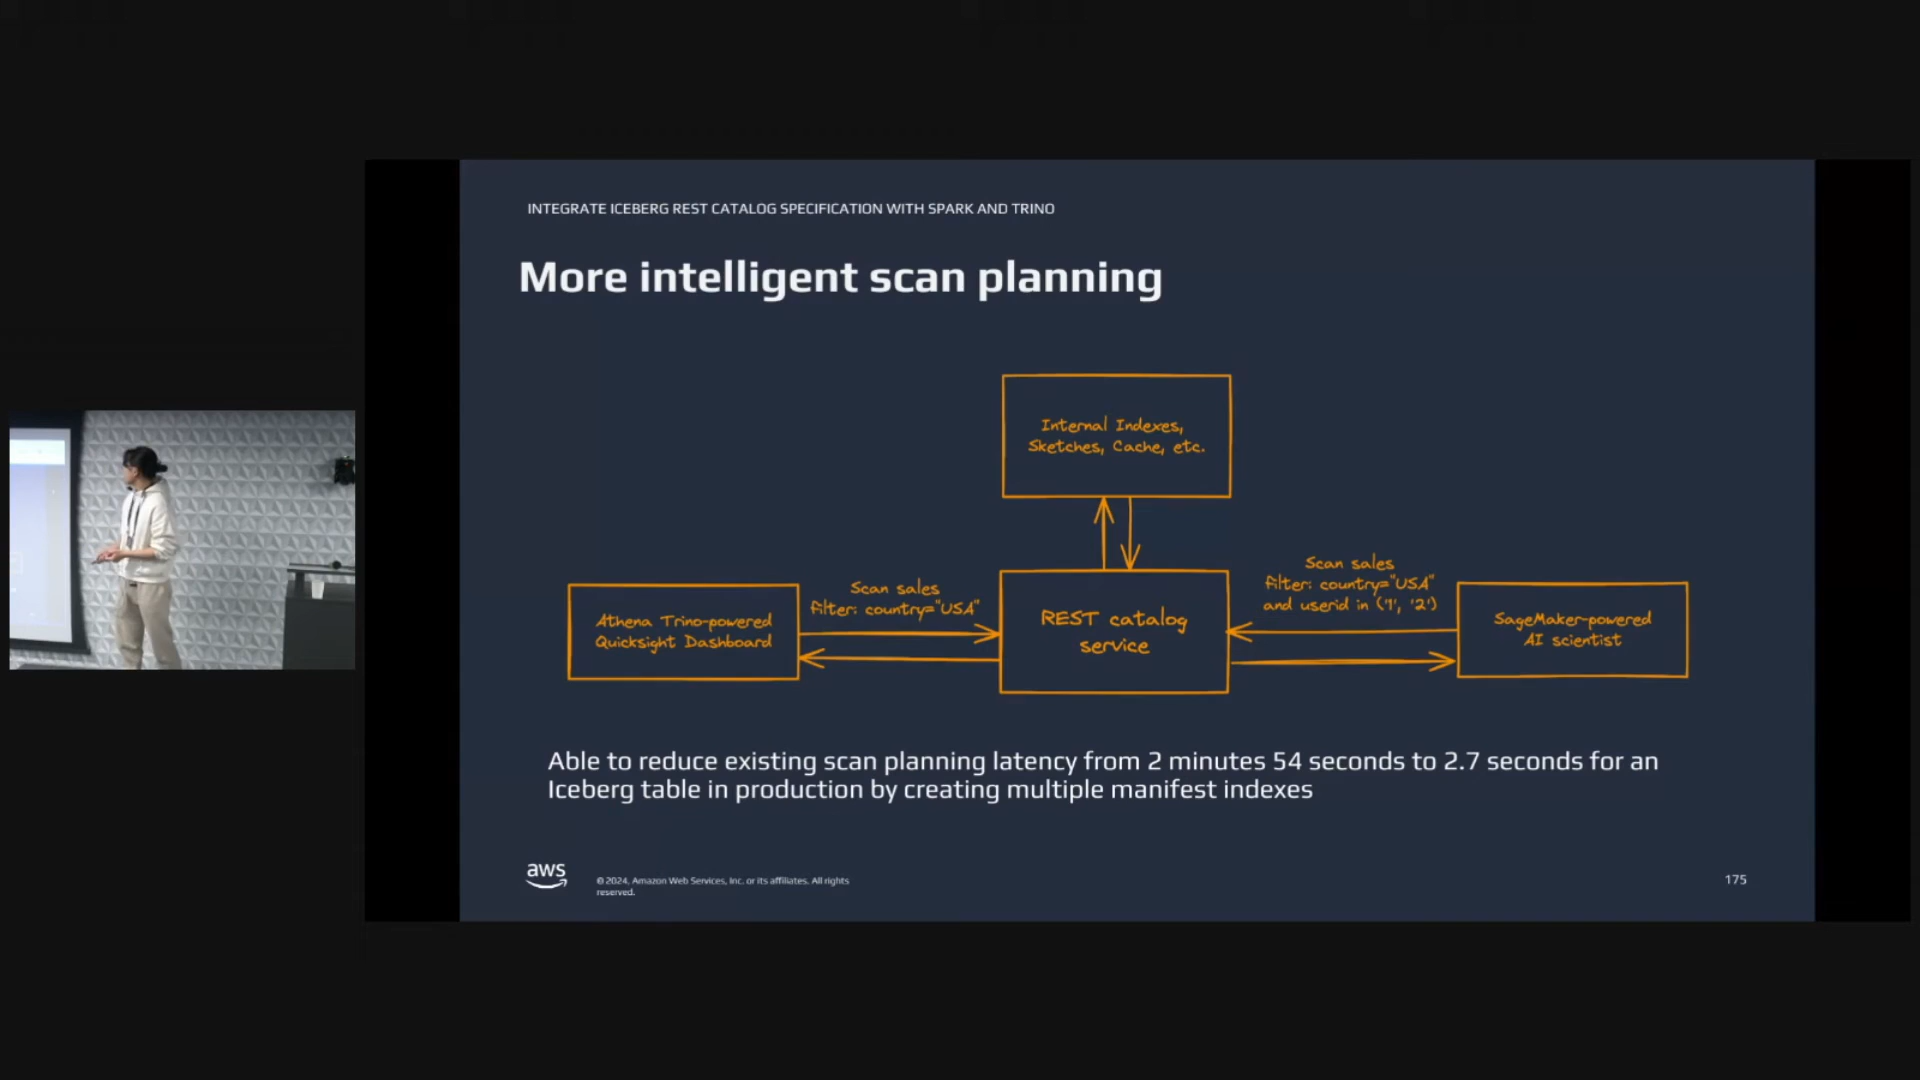 INTEGRATE ICEBERG REST CATALOG SPECIFICATION WITH SPARK AND TRINO
More intelligent scan planning
Internal Indexes,
Sketches, Cache, etc.
Athena Trino-powered
Quicksight Dashboard
Scan sales
filter: country="USA"
REST catalog
service
Scan sales
filter: country="USA"
and userid in ('1', '2')
SageMaker-powered
AI scientist
Able to reduce existing scan planning latency from 2 minutes 54 seconds to 2.7 seconds for an
Iceberg table in production by creating multiple manifest indexes
aws
© 2024, Amazon Web Services, Inc. or its affiliates. All rights
reserved.
175